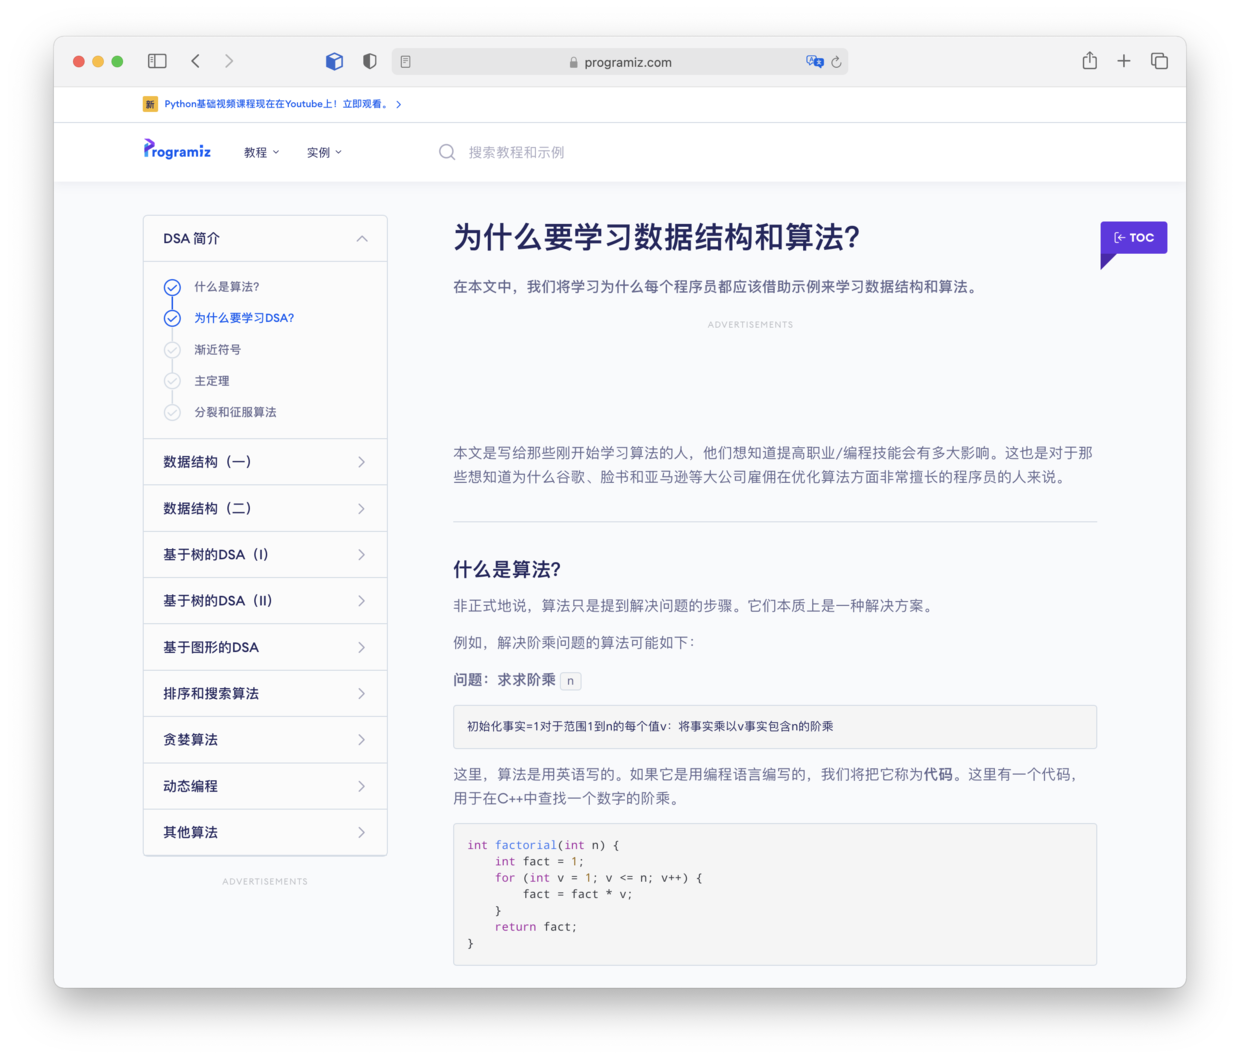 programiz.com
新 Python基础视频课程现在在Youtube上！立即观看。
Programiz 教程 实例 搜索教程和示例
DSA 简介
什么是算法?
为什么要学习DSA?
渐近符号
主定理
分裂和征服算法
数据结构（一）
数据结构（二）
基于树的DSA（I）
基于树的DSA（II）
基于图形的DSA
排序和搜索算法
贪婪算法
动态编程
其他算法
ADVERTISEMENTS
为什么要学习数据结构和算法?
TOC
在本文中，我们将学习为什么每个程序员都应该借助示例来学习数据结构和算法。
ADVERTISEMENTS
本文是写给那些刚开始学习算法的人，他们想知道提高职业/编程技能会有多大影响。这也是对于那
些想知道为什么谷歌、脸书和亚马逊等大公司雇佣在优化算法方面非常擅长的程序员的人来说。
什么是算法?
非正式地说，算法只是提到解决问题的步骤。它们本质上是一种解决方案。
例如，解决阶乘问题的算法可能如下：
问题：求求阶乘 n
初始化事实=1对于范围1到n的每个值v：将事实乘以v事实包含n的阶乘
这里，算法是用英语写的。如果它是用编程语言编写的，我们将把它称为代码。这里有一个代码，
用于在C++中查找一个数字的阶乘。
int factorial(int n) {
    int fact = 1;
    for (int v = 1; v <= n; v++) {
        fact = fact * v;
    }
    return fact;
}